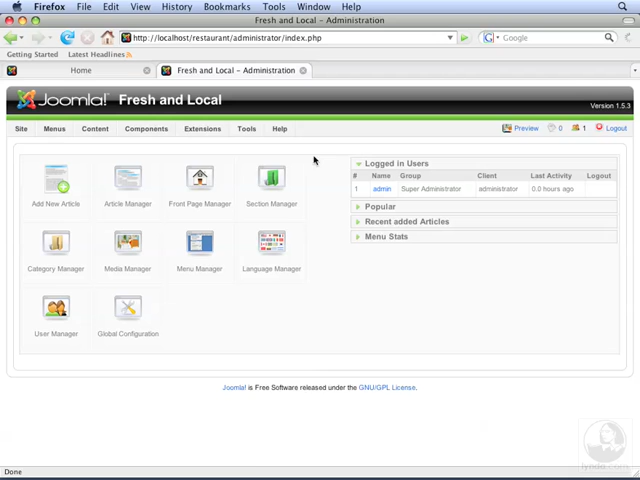 Firefox File Edit View History Bookmarks Tools Window Help
Fresh and Local - Administration
http://localhost/restaurant/administrator/index.php
G Google
Getting Started Latest Headlines
Home Fresh and Local - Administration
Joomla! Fresh and Local
Version 1.5.3
Site Menus Content Components Extensions Tools Help Preview 0 1 Logout
Logged in Users
# Name Group Client Last Activity Logout
1 admin Super Administrator administrator 0.0 hours ago
Add New Article Article Manager Front Page Manager Section Manager
Popular
Recent added Articles
Menu Stats
Category Manager Media Manager Menu Manager Language Manager
User Manager Global Configuration
Joomla! is Free Software released under the GNU/GPL License.
lynda.com
Done